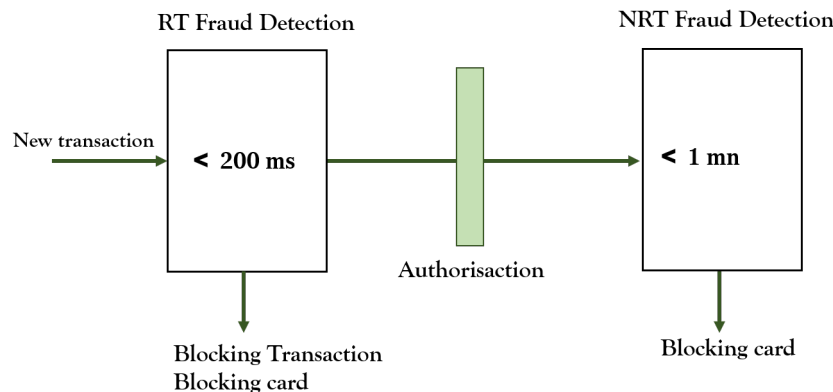 RT Fraud Detection
NRT Fraud Detection
New transaction
< 200 ms
< 1 mn
Authorisaction
Blocking Transaction
Blocking card
Blocking card